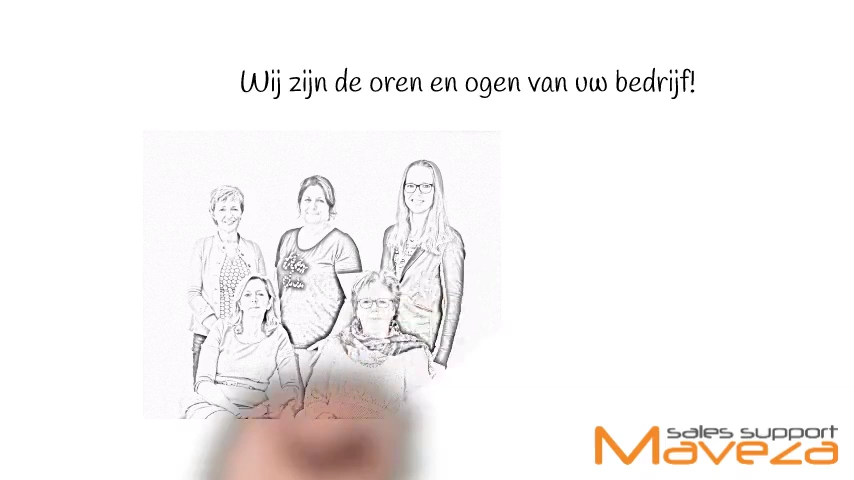 Wij zijn de oren en ogen van uw bedrijf!
sales support
Maveza